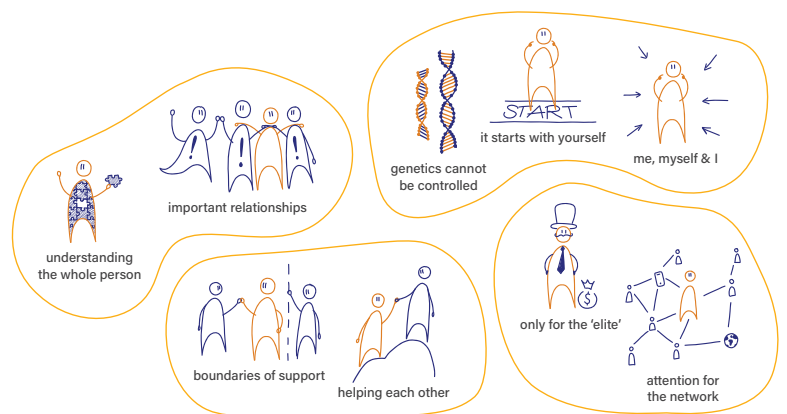 understanding
the whole person
!
!
!
important relationships
genetics cannot
be controlled
START
it starts with yourself
me, myself & I
boundaries of support
helping each other
$
only for the ‘elite’
attention for
the network